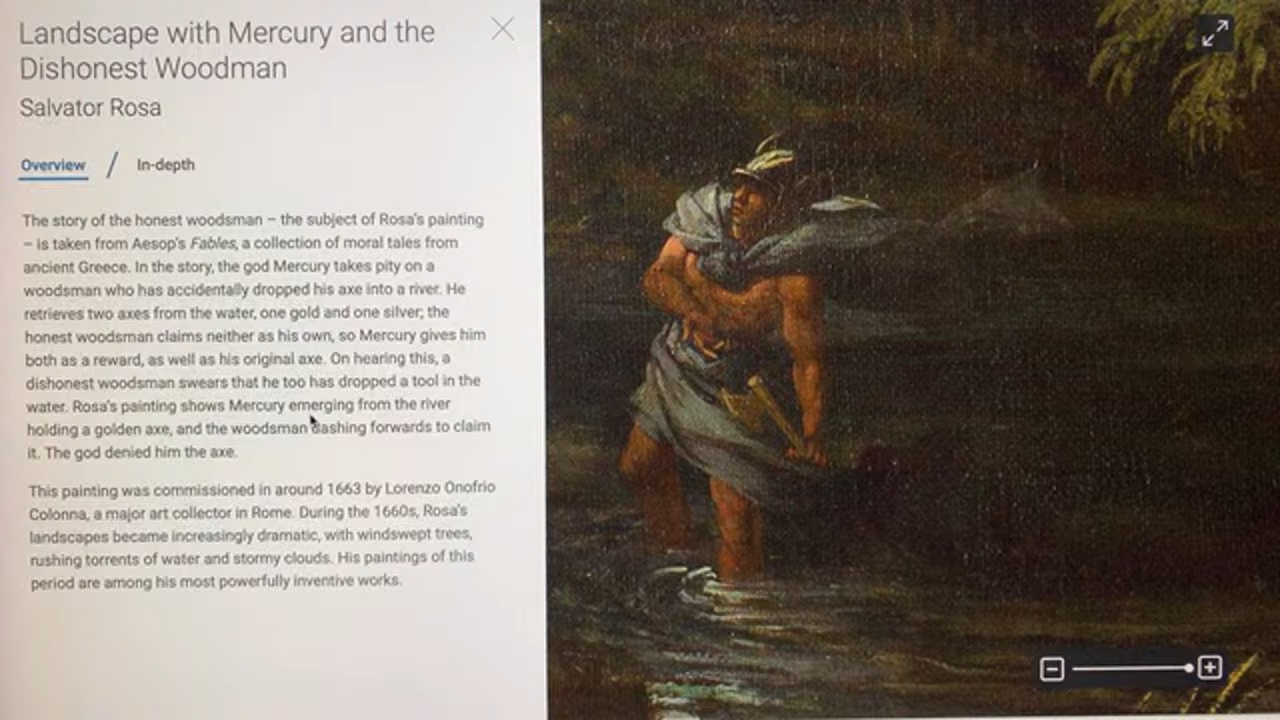 Landscape with Mercury and the
Dishonest Woodman
Salvator Rosa
Overview / In-depth
The story of the honest woodsman – the subject of Rosa's painting
– is taken from Aesop's Fables, a collection of moral tales from
ancient Greece. In the story, the god Mercury takes pity on a
woodsman who has accidentally dropped his axe into a river. He
retrieves two axes from the water, one gold and one silver; the
honest woodsman claims neither as his own, so Mercury gives him
both as a reward, as well as his original axe. On hearing this, a
dishonest woodsman swears that he too has dropped a tool in the
water. Rosa's painting shows Mercury emerging from the river
holding a golden axe, and the woodsman dashing forwards to claim
it. The god denied him the axe.
This painting was commissioned in around 1663 by Lorenzo Onofrio
Colonna, a major art collector in Rome. During the 1660s, Rosa's
landscapes became increasingly dramatic, with windswept trees,
rushing torrents of water and stormy clouds. His paintings of this
period are among his most powerfully inventive works.